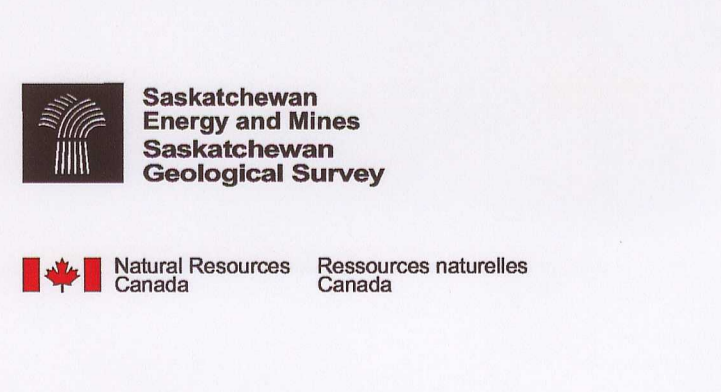 Saskatchewan
Energy and Mines
Saskatchewan
Geological Survey
Natural Resources
Canada
Ressources naturelles
Canada